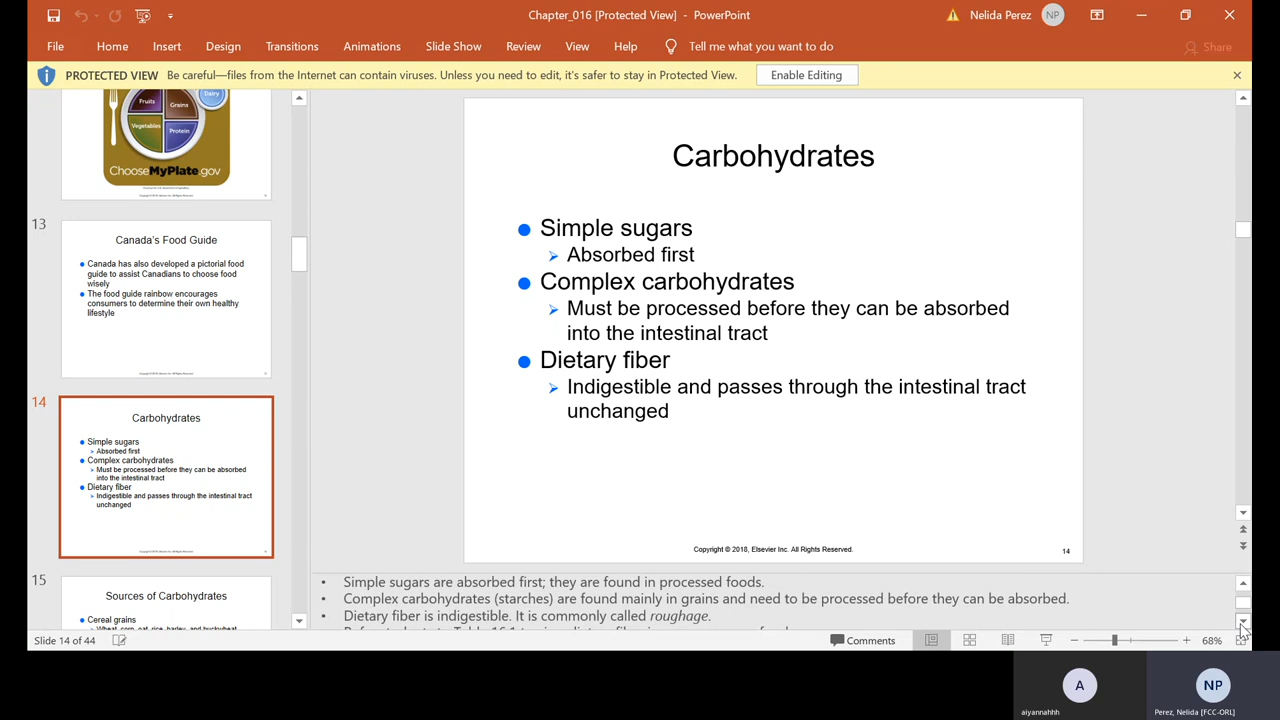 Chapter_016 [Protected View] - PowerPoint
Nelida Perez NP
File Home Insert Design Transitions Animations Slide Show Review View Help Tell me what you want to do Share
PROTECTED VIEW Be careful—files from the Internet can contain viruses. Unless you need to edit, it's safer to stay in Protected View. Enable Editing
Fruits
Grains
Dairy
Vegetables
Protein
ChooseMyPlate.gov
13
Canada's Food Guide
Canada has also developed a pictorial food
guide to assist Canadians to choose food
wisely
The food guide rainbow encourages
consumers to determine their own healthy
lifestyle
14
Carbohydrates
Simple sugars
Absorbed first
Complex carbohydrates
Must be processed before they can be absorbed
into the intestinal tract
Dietary fiber
Indigestible and passes through the intestinal tract
unchanged
15
Sources of Carbohydrates
Cereal grains
Carbohydrates
Simple sugars
Absorbed first
Complex carbohydrates
Must be processed before they can be absorbed
into the intestinal tract
Dietary fiber
Indigestible and passes through the intestinal tract
unchanged
Copyright © 2018, Elsevier Inc. All Rights Reserved.
14
• Simple sugars are absorbed first; they are found in processed foods.
• Complex carbohydrates (starches) are found mainly in grains and need to be processed before they can be absorbed.
• Dietary fiber is indigestible. It is commonly called roughage.
Slide 14 of 44
Comments
68%
A
aiyannahhh
NP
Perez, Nelida [FCC-ORL]